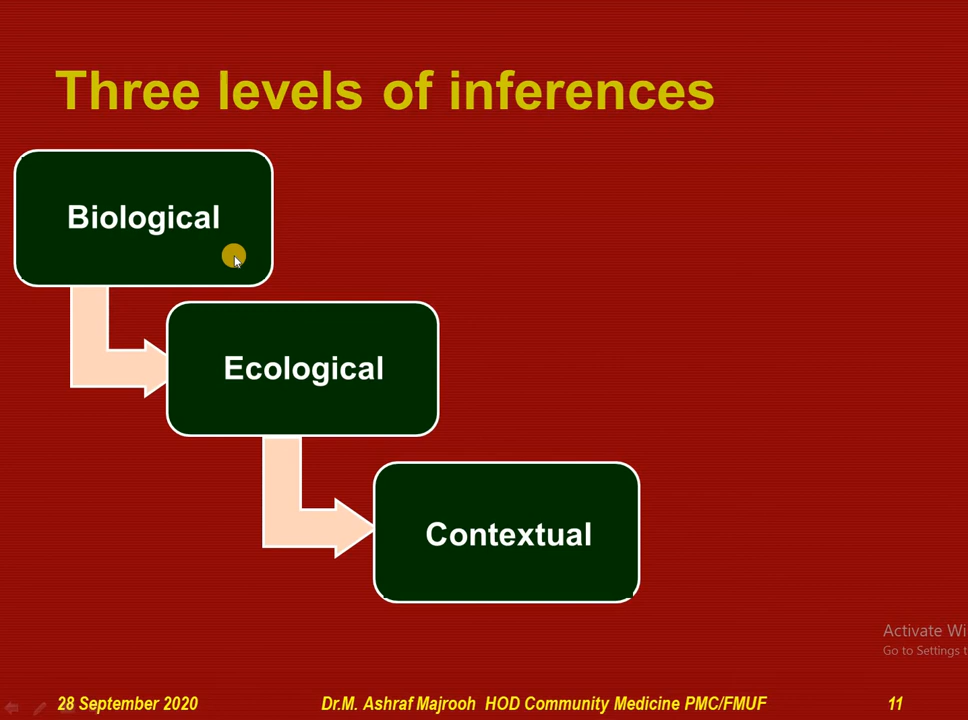 Three levels of inferences
Biological
Ecological
Contextual
Activate Wi
Go to Settings t
28 September 2020
Dr.M. Ashraf Majrooh HOD Community Medicine PMC/FMUF
11